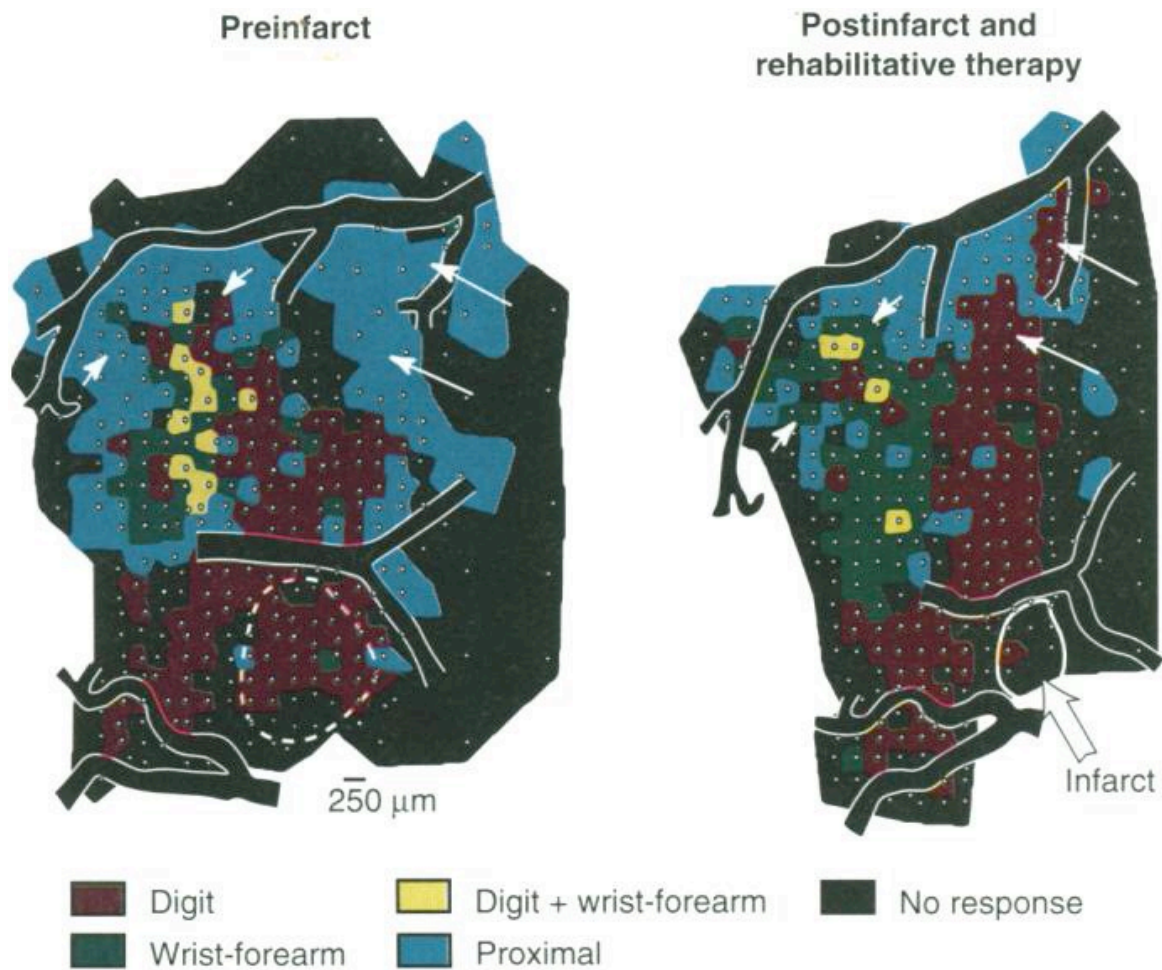 Preinfarct
Postinfarct and
rehabilitative therapy
250 μm
Infarct
Digit
Digit + wrist-forearm
No response
Wrist-forearm
Proximal